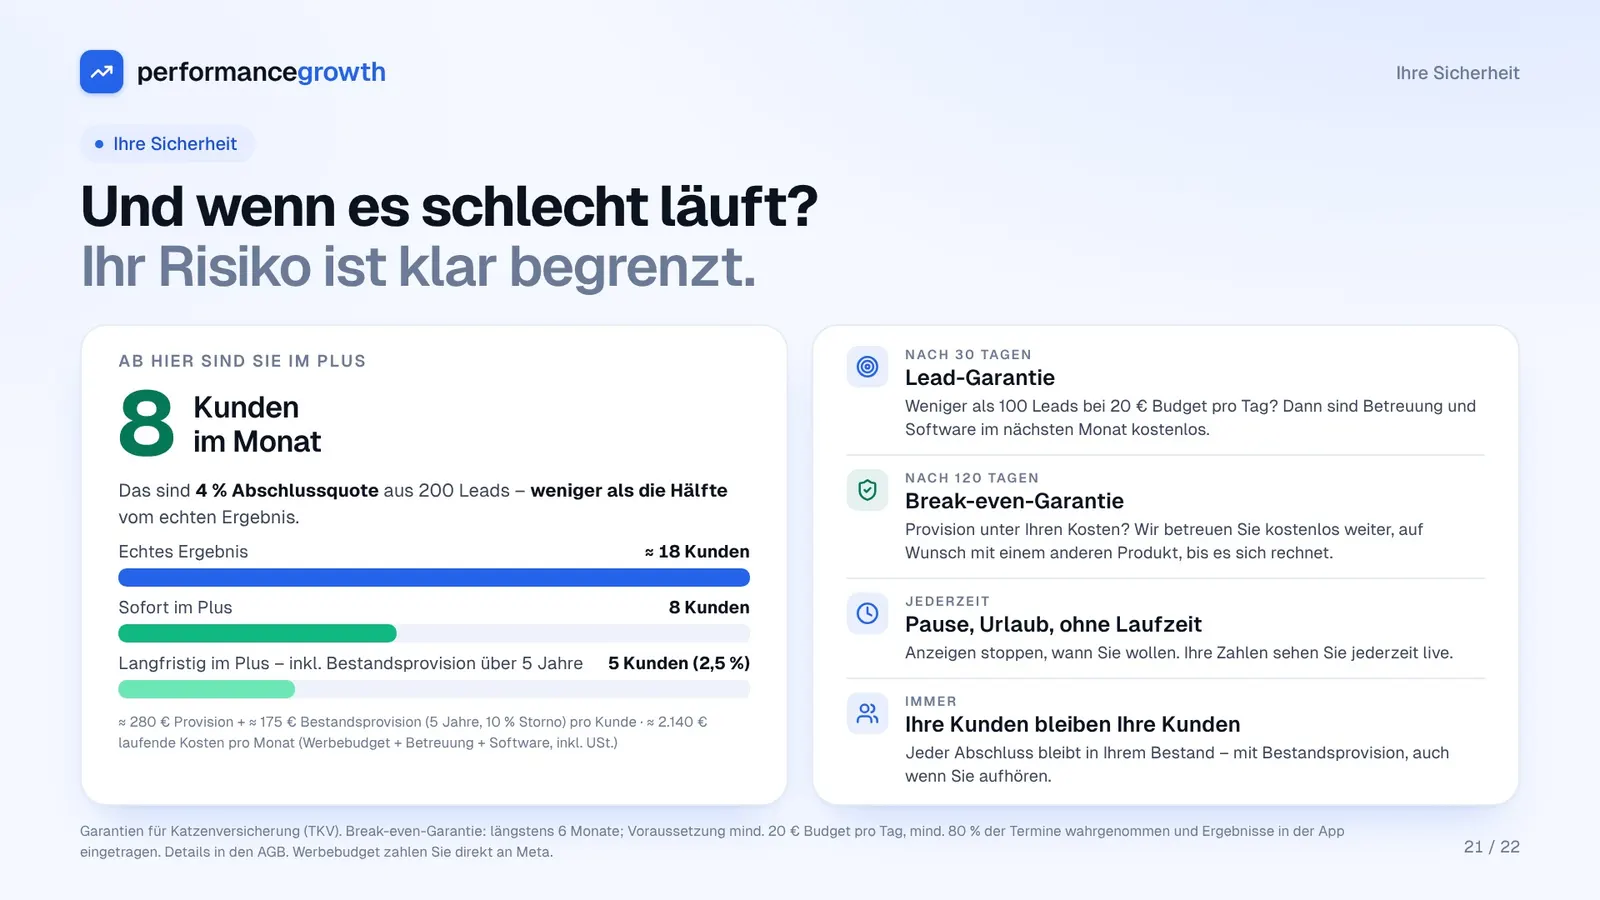 performancegrowth
Ihre Sicherheit
Ihre Sicherheit
Und wenn es schlecht läuft?
Ihr Risiko ist klar begrenzt.
AB HIER SIND SIE IM PLUS
8
Kunden
im Monat
Das sind 4 % Abschlussquote aus 200 Leads – weniger als die Hälfte
vom echten Ergebnis.
Echtes Ergebnis ≈ 18 Kunden
Sofort im Plus 8 Kunden
Langfristig im Plus – inkl. Bestandsprovision über 5 Jahre 5 Kunden (2,5 %)
≈ 280 € Provision + ≈ 175 € Bestandsprovision (5 Jahre, 10 % Storno) pro Kunde · ≈ 2.140 €
laufende Kosten pro Monat (Werbebudget + Betreuung + Software, inkl. USt.)
NACH 30 TAGEN
Lead-Garantie
Weniger als 100 Leads bei 20 € Budget pro Tag? Dann sind Betreuung und
Software im nächsten Monat kostenlos.
NACH 120 TAGEN
Break-even-Garantie
Provision unter Ihren Kosten? Wir betreuen Sie kostenlos weiter, auf
Wunsch mit einem anderen Produkt, bis es sich rechnet.
JEDERZEIT
Pause, Urlaub, ohne Laufzeit
Anzeigen stoppen, wann Sie wollen. Ihre Zahlen sehen Sie jederzeit live.
IMMER
Ihre Kunden bleiben Ihre Kunden
Jeder Abschluss bleibt in Ihrem Bestand – mit Bestandsprovision, auch
wenn Sie aufhören.
Garantien für Katzenversicherung (TKV). Break-even-Garantie: längstens 6 Monate; Voraussetzung mind. 20 € Budget pro Tag, mind. 80 % der Termine wahrgenommen und Ergebnisse in der App
eingetragen. Details in den AGB. Werbebudget zahlen Sie direkt an Meta.
21 / 22